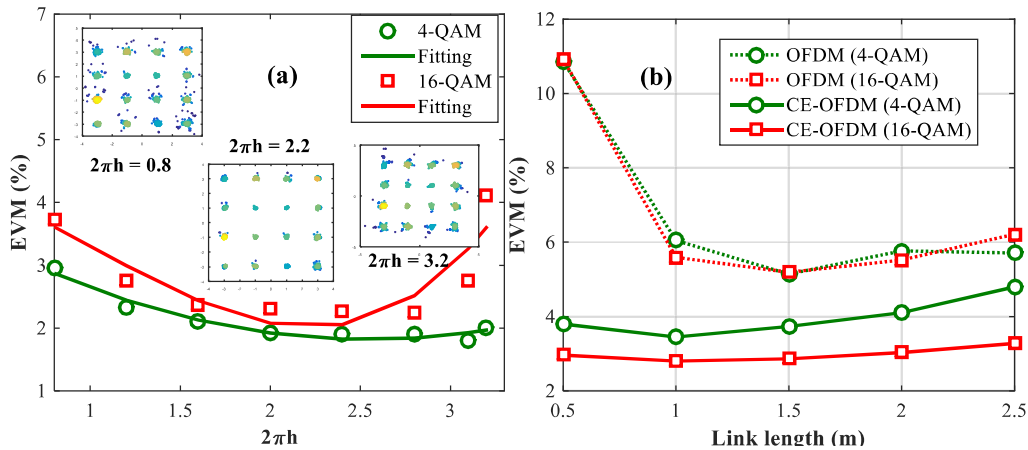 7
6
5
4
3
2
1
EVM (%)
1
1.5
2
2.5
3
2πh
(a)
4-QAM
Fitting
16-QAM
Fitting
2πh = 0.8
2πh = 2.2
2πh = 3.2
12
10
8
6
4
2
EVM (%)
0.5
1
1.5
2
2.5
Link length (m)
(b)
OFDM (4-QAM)
OFDM (16-QAM)
CE-OFDM (4-QAM)
CE-OFDM (16-QAM)